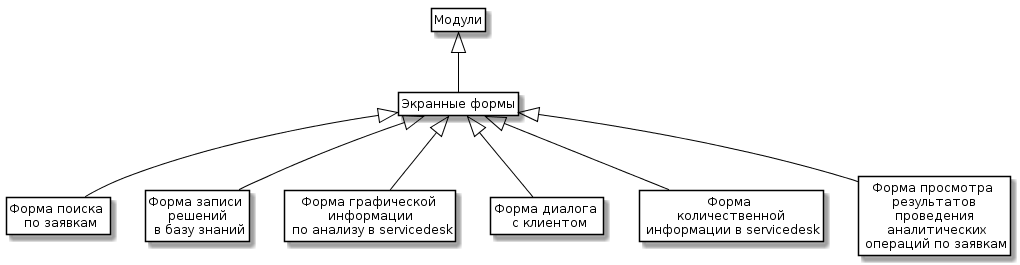 Модули
Экранные формы
Форма поиска
по заявкам
Форма записи
решений
в базу знаний
Форма графической
информации
по анализу в servicedesk
Форма диалога
с клиентом
Форма
количественной
информации в servicedesk
Форма просмотра
результатов
проведения
аналитических
операций по заявкам